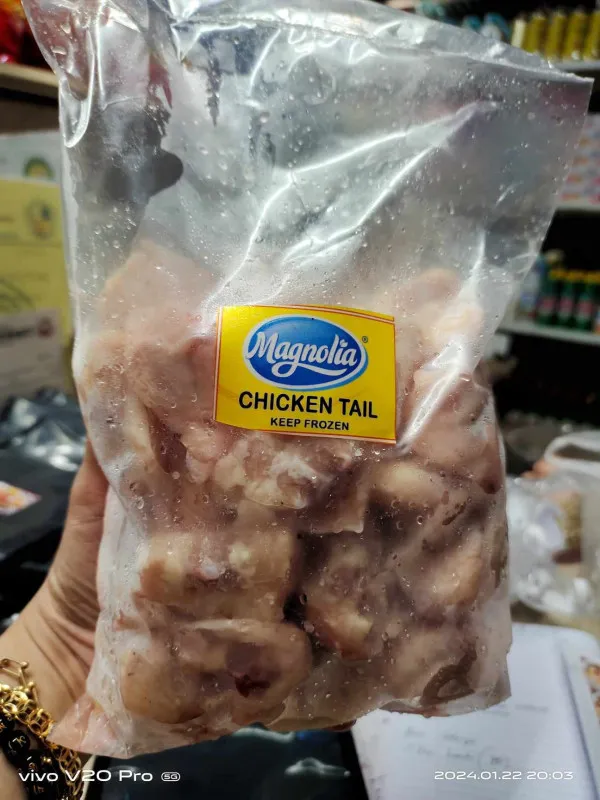 Magnolia®
CHICKEN TAIL
KEEP FROZEN
vivo V20 Pro 5G
2024.01.22 20:03